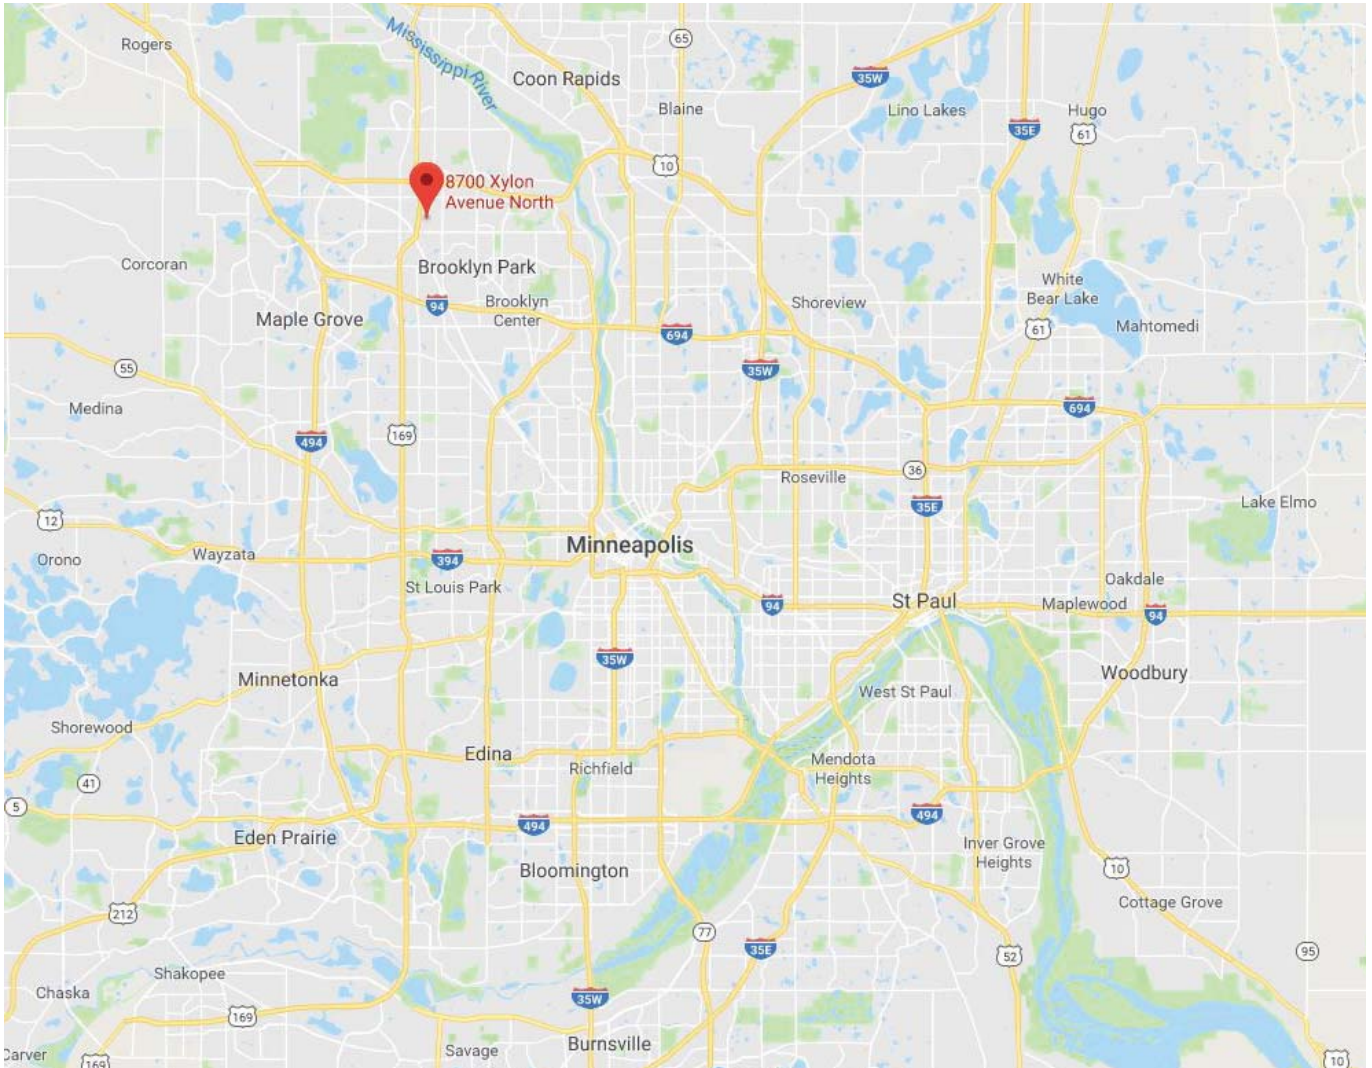 Rogers
Mississippi River
65
Coon Rapids
35W
Blaine
Lino Lakes
Hugo
35E
61
10
8700 Xylon
Avenue North
Corcoran
Brooklyn Park
White
Bear Lake
94
Brooklyn
Center
Shoreview
Maple Grove
61
Mahtomedi
694
55
35W
Medina
694
494
169
Roseville
36
35E
Lake Elmo
12
Minneapolis
Orono
Wayzata
394
St Louis Park
Oakdale
94
St Paul
Maplewood
94
35W
Minnetonka
Woodbury
West St Paul
Shorewood
Edina
Richfield
Mendota
Heights
41
5
494
494
Eden Prairie
Inver Grove
Heights
Bloomington
10
212
Cottage Grove
77
35E
52
95
Shakopee
Chaska
35W
169
Burnsville
Savage
Carver
169
10